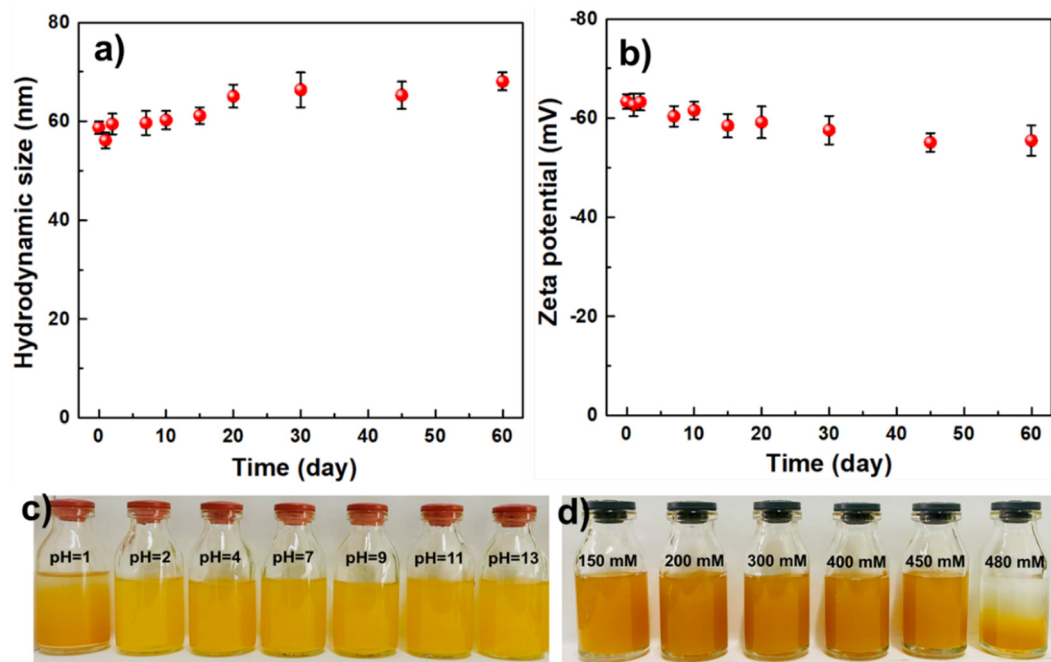 a)
Hydrodynamic size (nm)
80
60
40
20
0
0 10 20 30 40 50 60
Time (day)
b)
Zeta potential (mV)
-80
-60
-40
-20
0
0 10 20 30 40 50 60
Time (day)
c)
pH=1 pH=2 pH=4 pH=7 pH=9 pH=11 pH=13
d)
150 mM 200 mM 300 mM 400 mM 450 mM 480 mM